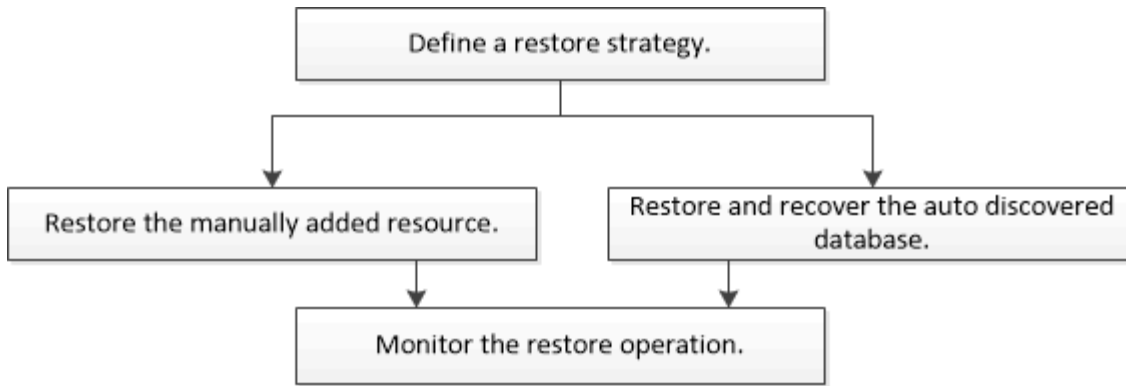 Define a restore strategy.
Restore the manually added resource.
Restore and recover the auto discovered
database.
Monitor the restore operation.